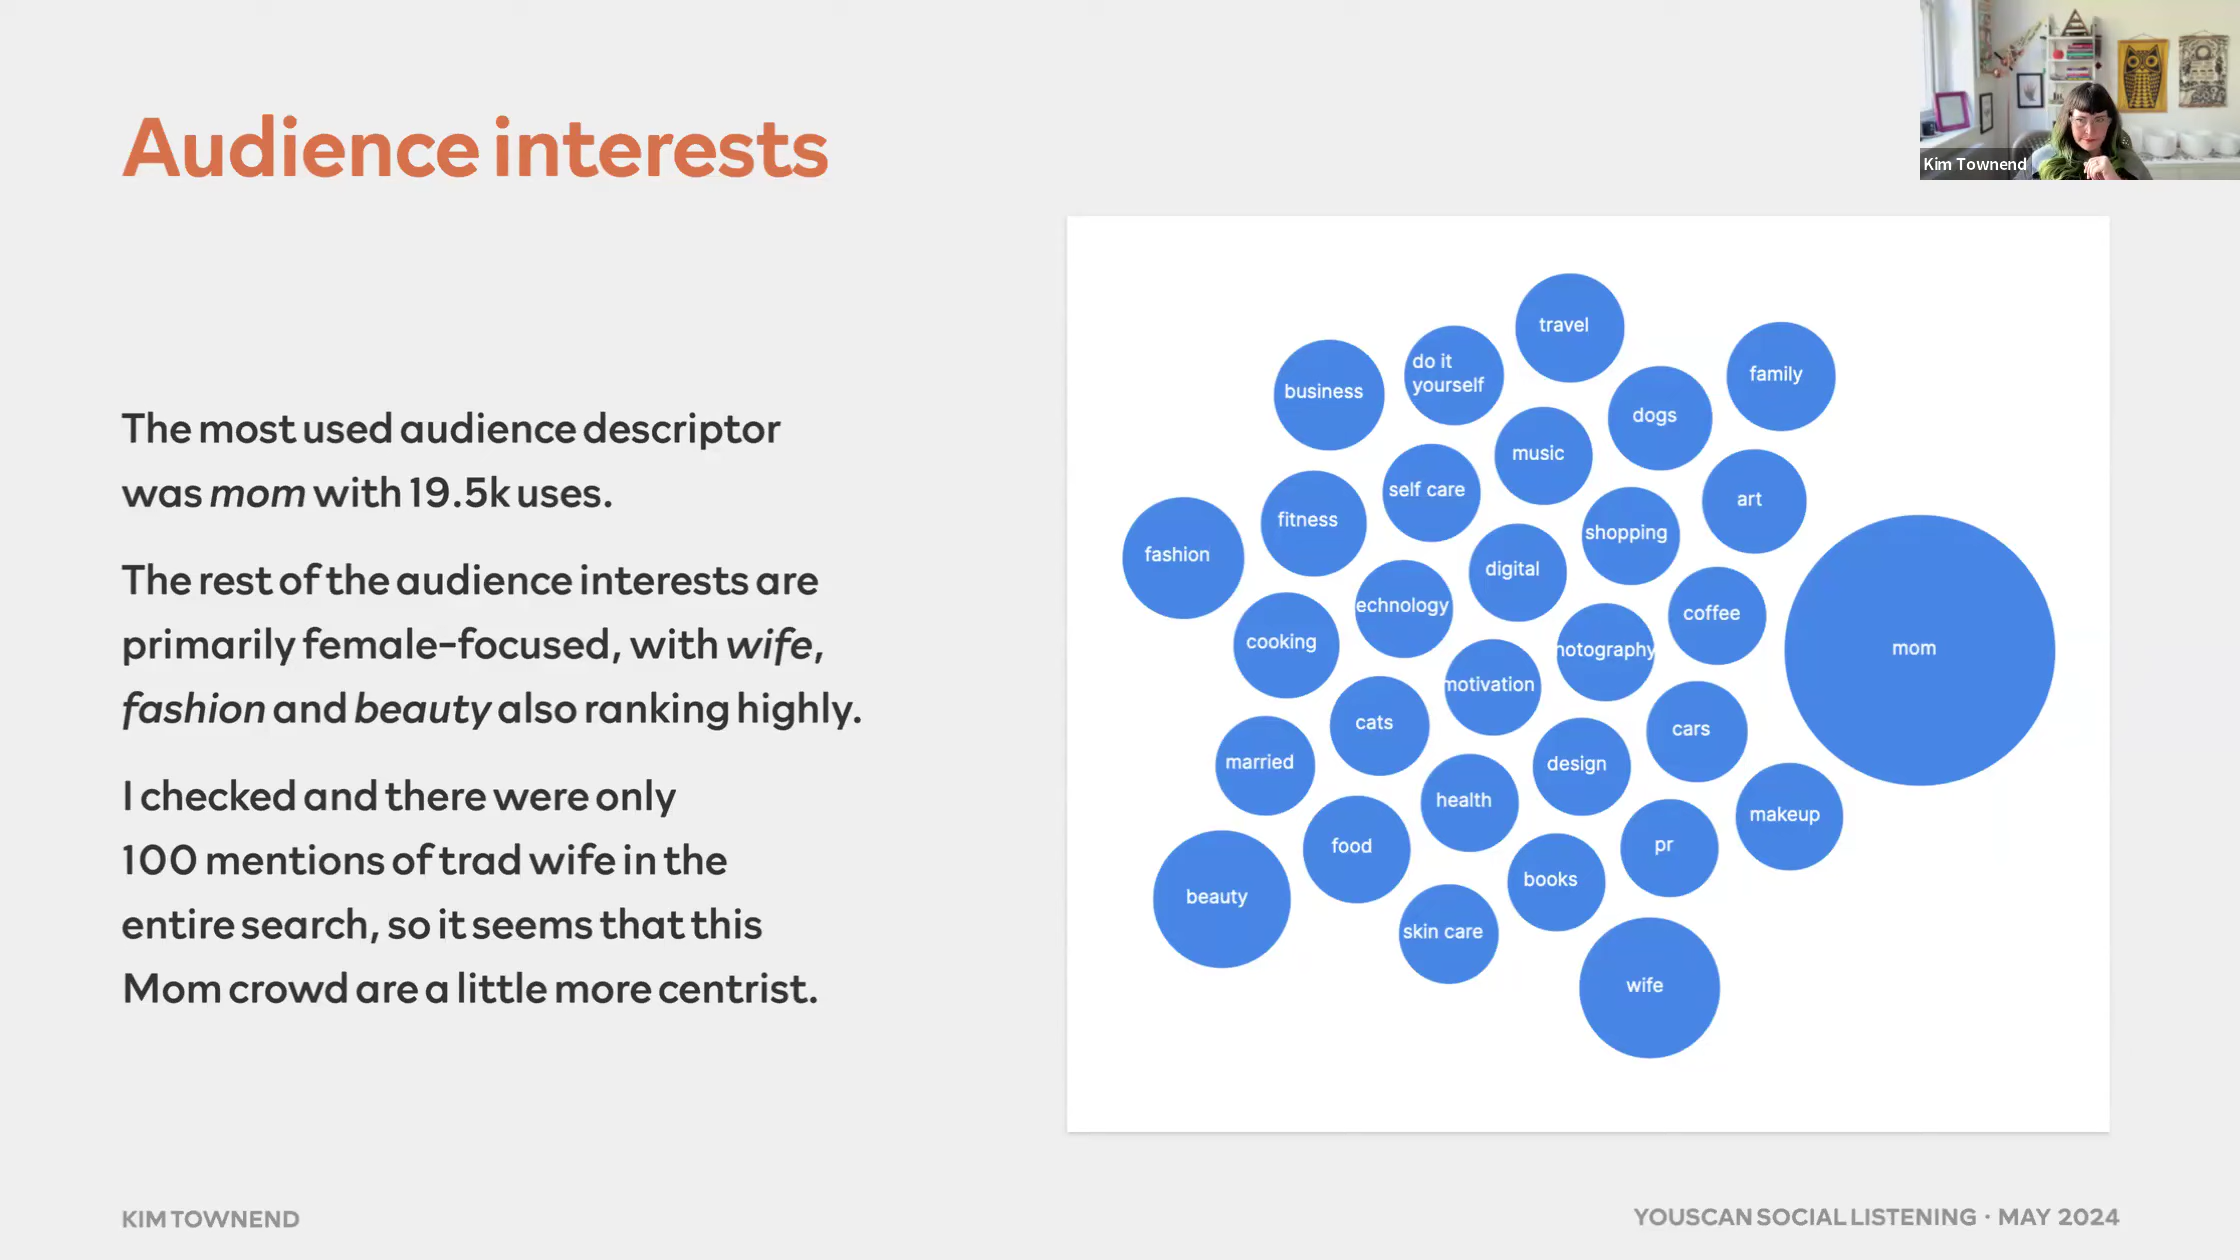 Kim Townend
Audience interests
The most used audience descriptor
was mom with 19.5k uses.
The rest of the audience interests are
primarily female-focused, with wife,
fashion and beauty also ranking highly.
I checked and there were only
100 mentions of trad wife in the
entire search, so it seems that this
Mom crowd are a little more centrist.
travel
do it
yourself
family
business
dogs
music
self care
art
fitness
shopping
fashion
digital
echnology
coffee
cooking
hotography
mom
motivation
cats
cars
married
design
health
makeup
food
pr
books
beauty
skin care
wife
KIM TOWNEND
YOUSCAN SOCIAL LISTENING · MAY 2024